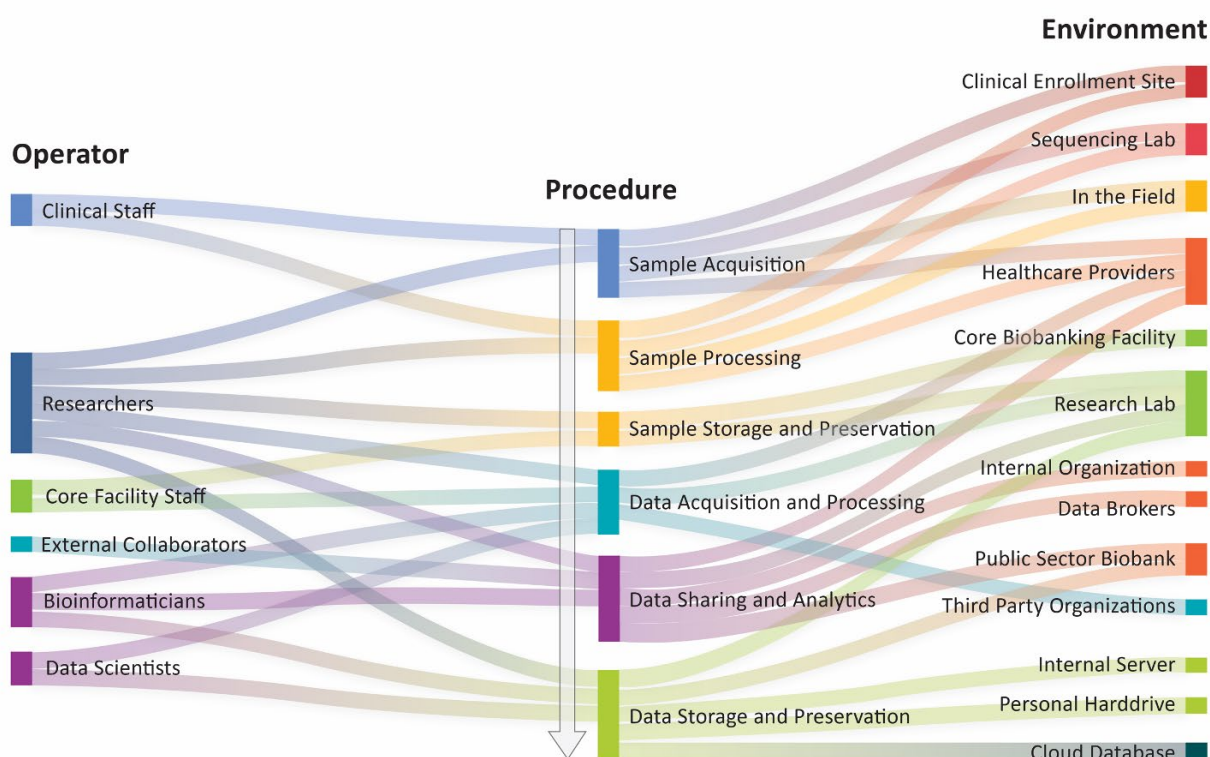 Environment
Clinical Enrollment Site
Sequencing Lab
Operator
Procedure
In the Field
Clinical Staff
Sample Acquisition
Healthcare Providers
Core Biobanking Facility
Sample Processing
Researchers
Research Lab
Sample Storage and Preservation
Internal Organization
Core Facility Staff
Data Acquisition and Processing
Data Brokers
External Collaborators
Public Sector Biobank
Bioinformaticians
Data Sharing and Analytics
Third Party Organizations
Data Scientists
Internal Server
Personal Harddrive
Data Storage and Preservation
Cloud Database